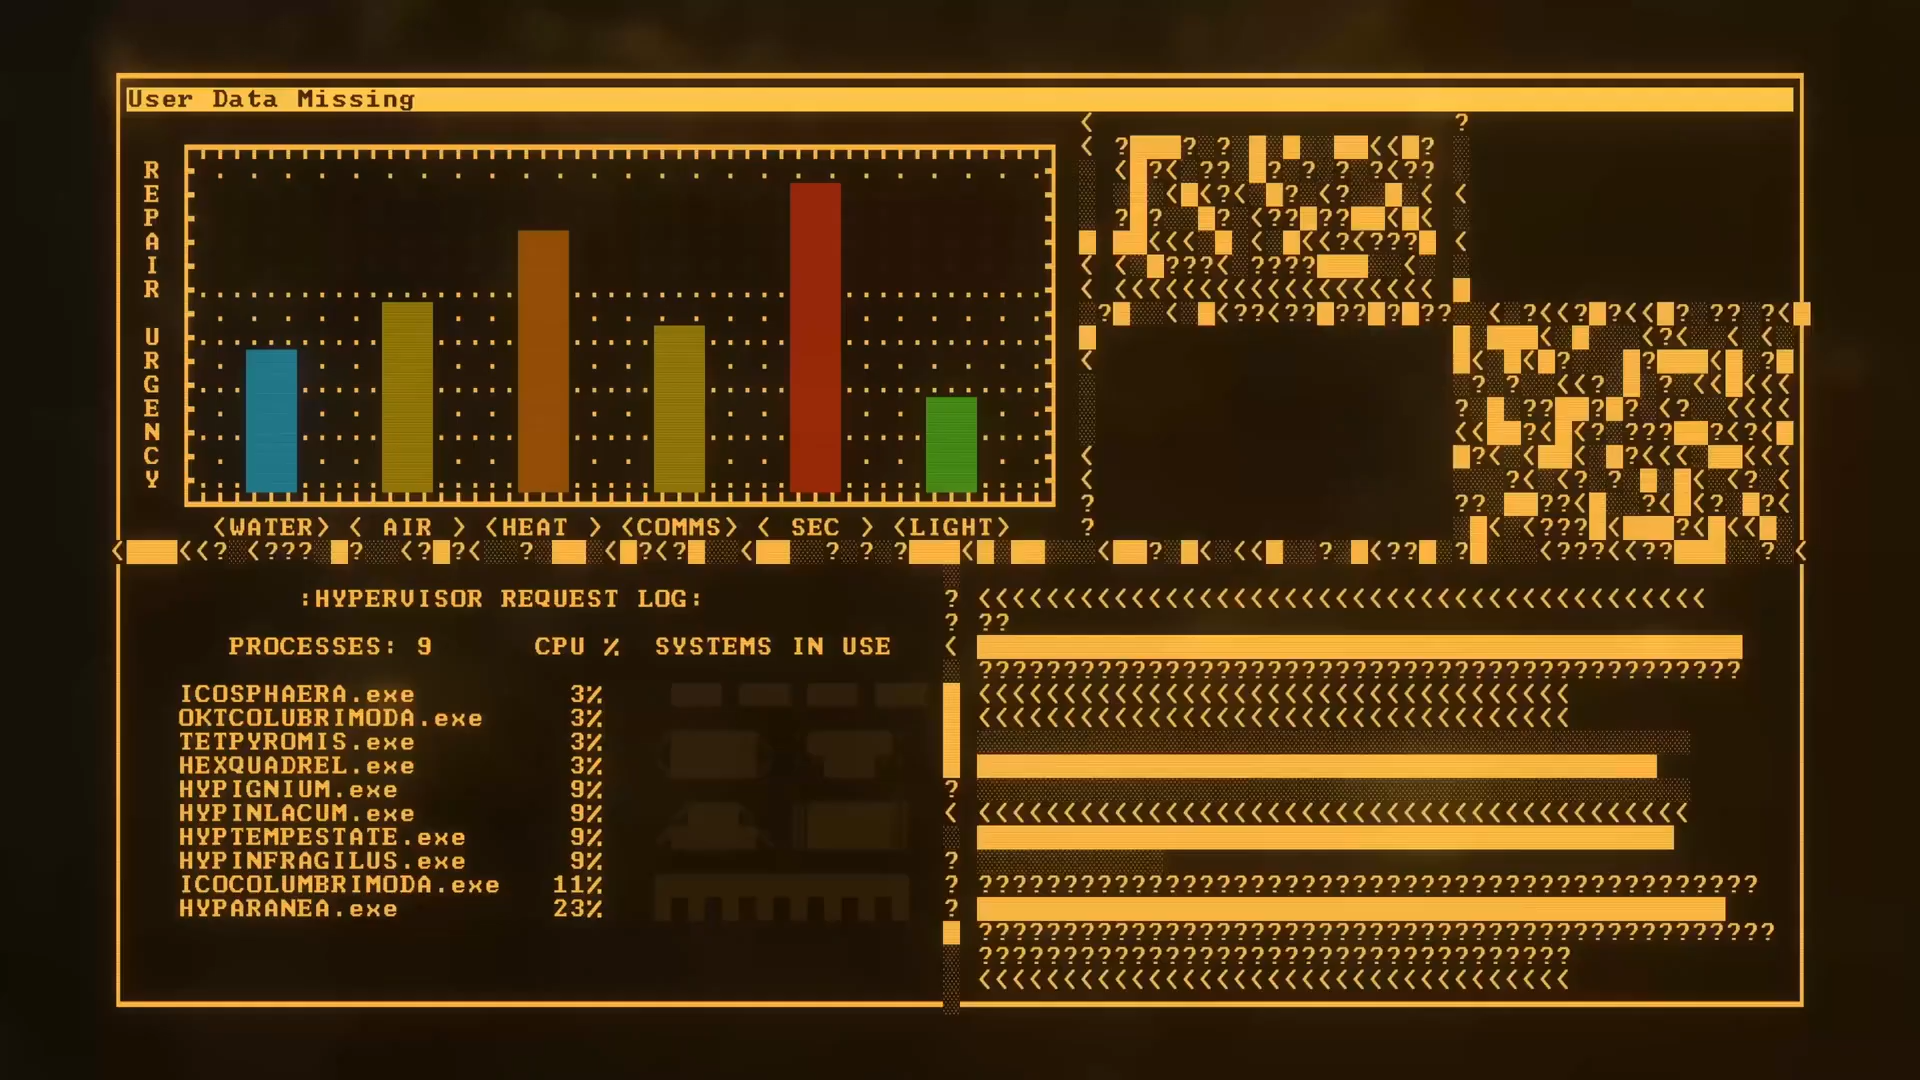 User Data Missing
REPAIR URGENCY
<WATER> < AIR > <HEAT > <COMMS> < SEC > <LIGHT>
:HYPERVISOR REQUEST LOG:
PROCESSES: 9 CPU % SYSTEMS IN USE
ICOSPHAERA.exe 3%
OKTCOLUBRIMODA.exe 3%
TETPYROMIS.exe 3%
HEXQUADREL.exe 3%
HYPIGNIUM.exe 9%
HYPINLACUM.exe 9%
HYPTEMPESTATE.exe 9%
HYPINFRAGILUS.exe 9%
ICOCOLUMBRIMODA.exe 11%
HYPARANEA.exe 23%